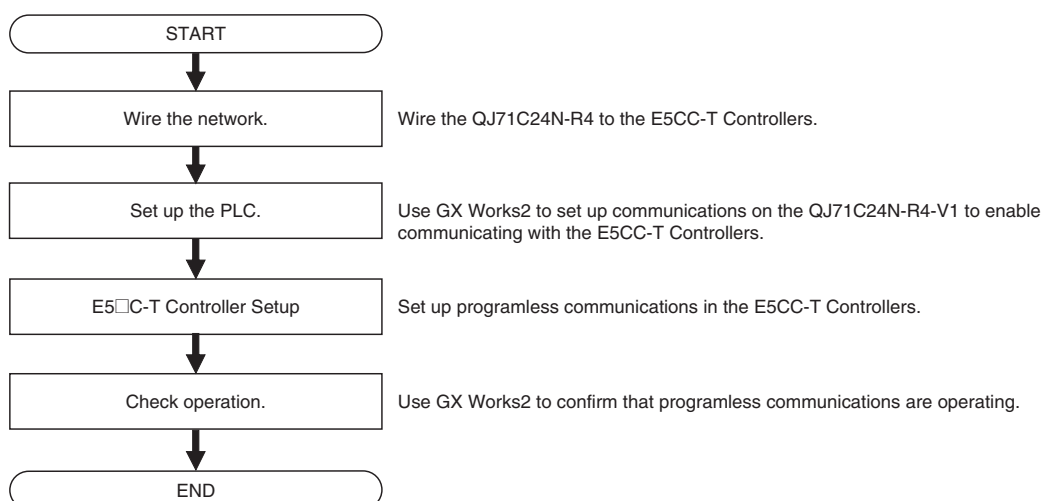 START
Wire the network.
Wire the QJ71C24N-R4 to the E5CC-T Controllers.
Set up the PLC.
Use GX Works2 to set up communications on the QJ71C24N-R4-V1 to enable
communicating with the E5CC-T Controllers.
E5□C-T Controller Setup
Set up programless communications in the E5CC-T Controllers.
Check operation.
Use GX Works2 to confirm that programless communications are operating.
END